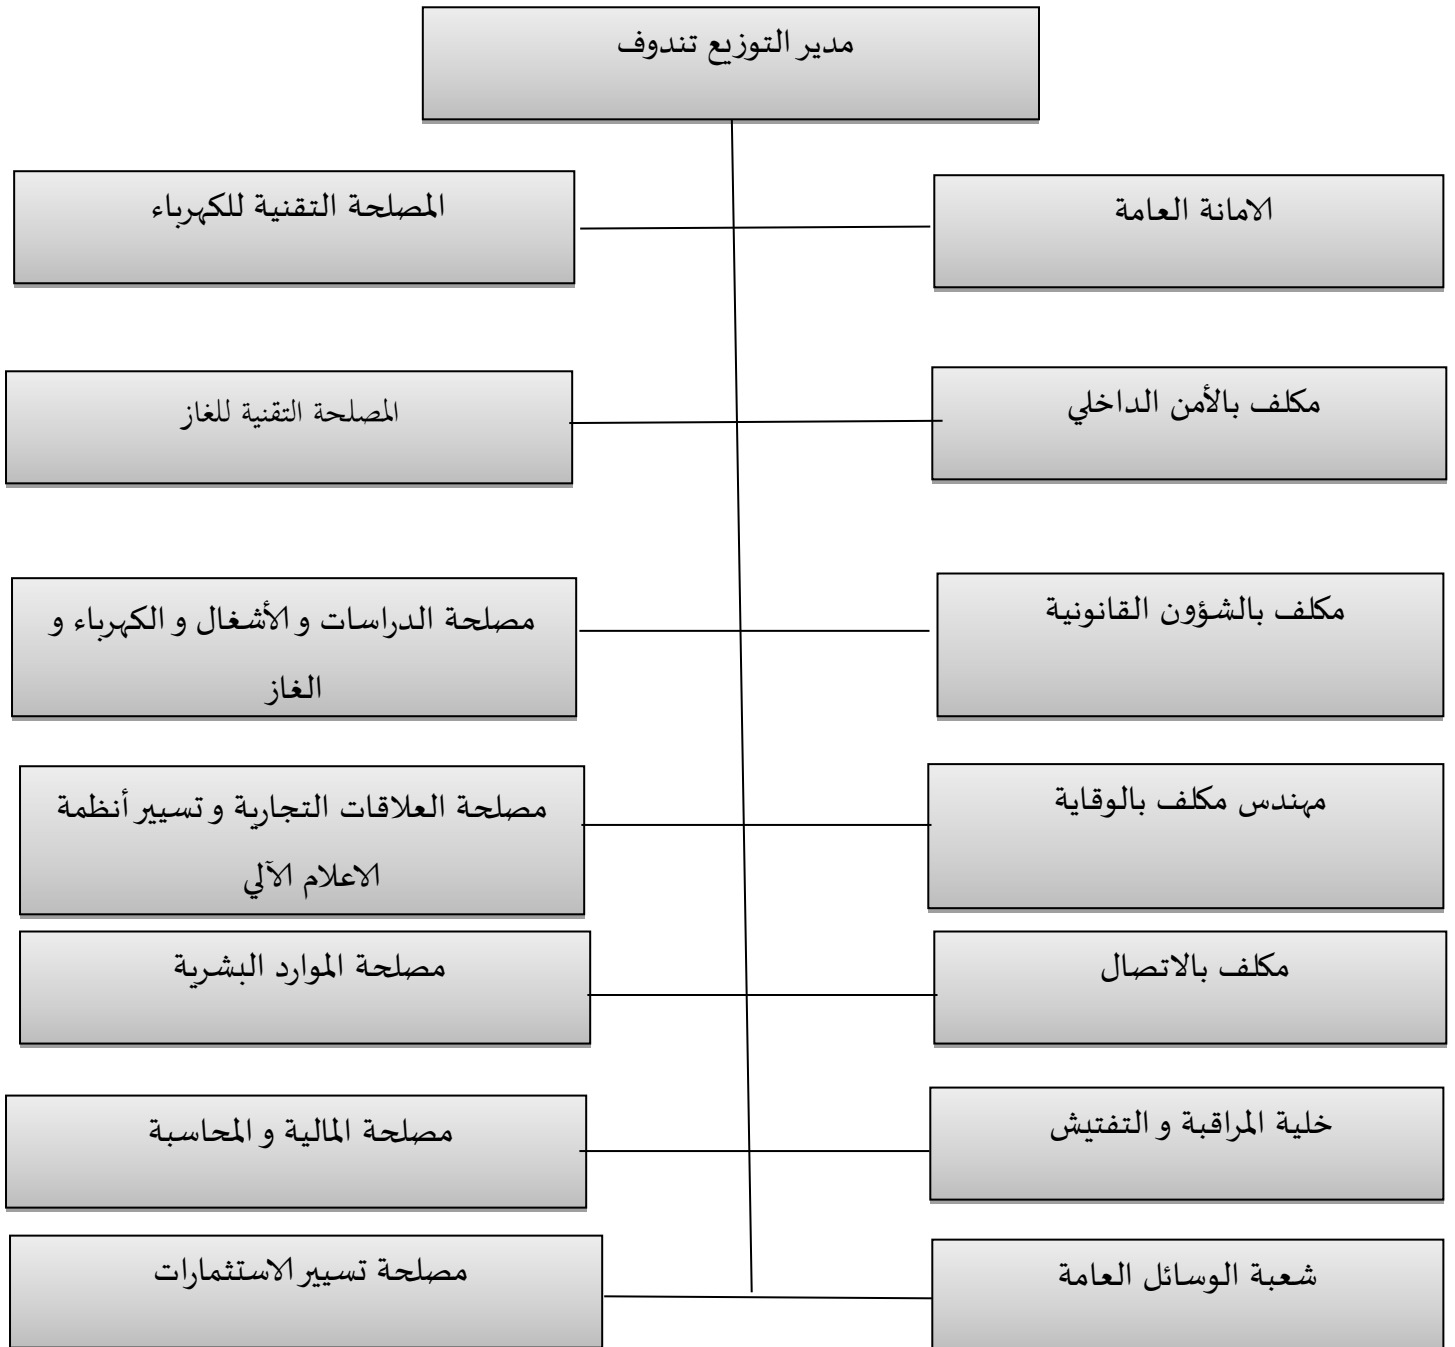 مدير التوزيع تندوف
الامانة العامة
المصلحة التقنية للكهرباء
مكلف بالأمن الداخلي
المصلحة التقنية للغاز
مكلف بالشؤون القانونية
مصلحة الدراسات و الأشغال و الكهرباء و
الغاز
مهندس مكلف بالوقاية
مصلحة العلاقات التجارية و تسيير أنظمة
الاعلام الآلي
مكلف بالاتصال
مصلحة الموارد البشرية
خلية المراقبة و التفتيش
مصلحة المالية و المحاسبة
شعبة الوسائل العامة
مصلحة تسيير الاستثمارات